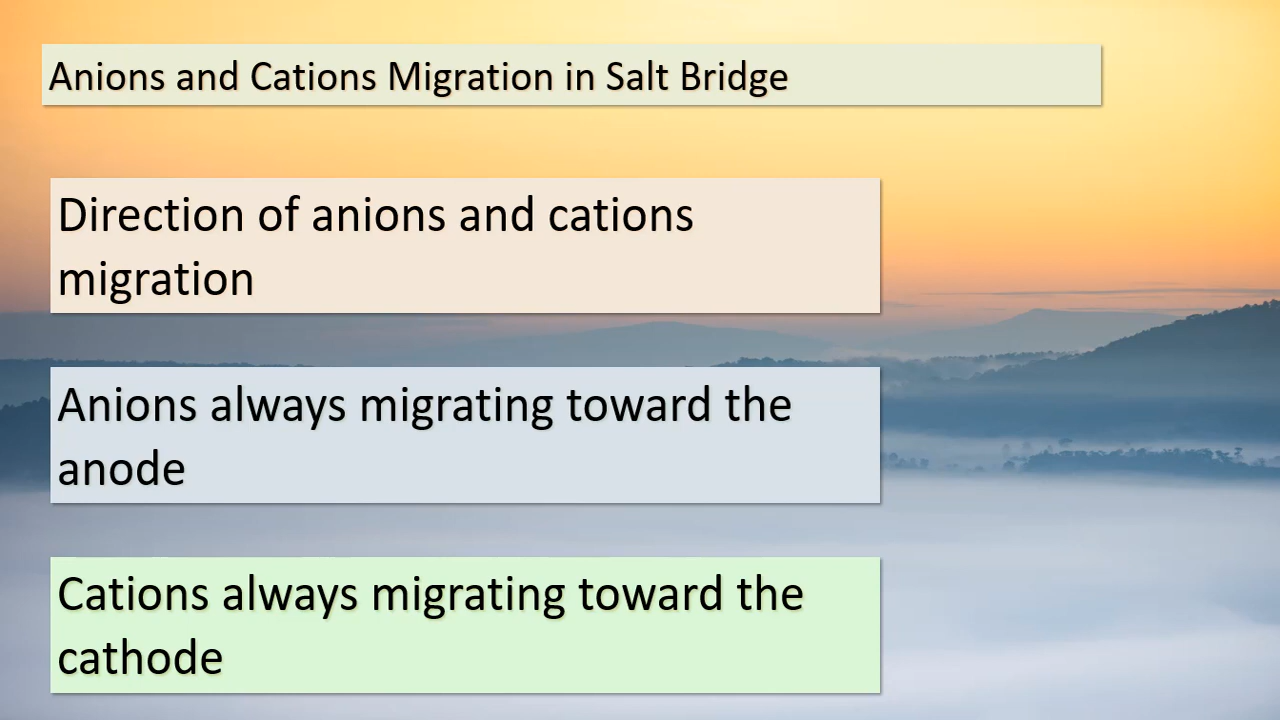 Anions and Cations Migration in Salt Bridge
Direction of anions and cations
migration
Anions always migrating toward the
anode
Cations always migrating toward the
cathode